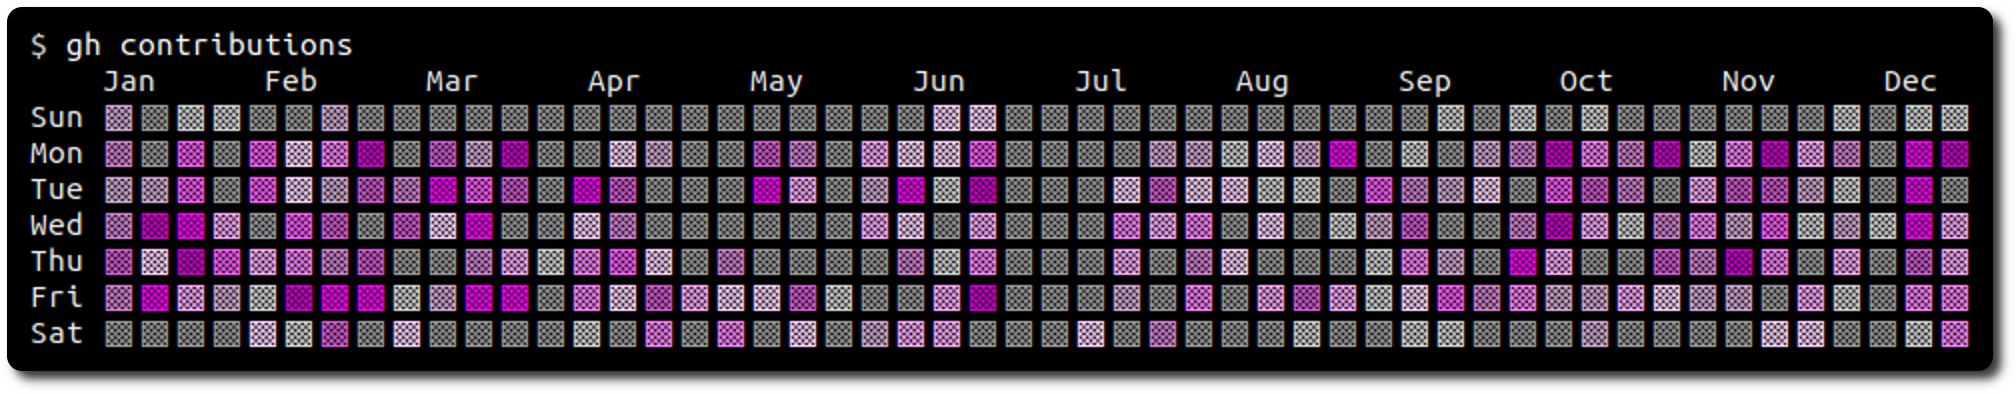 $ gh contributions
Jan Feb Mar Apr May Jun Jul Aug Sep Oct Nov Dec
Sun
Mon
Tue
Wed
Thu
Fri
Sat